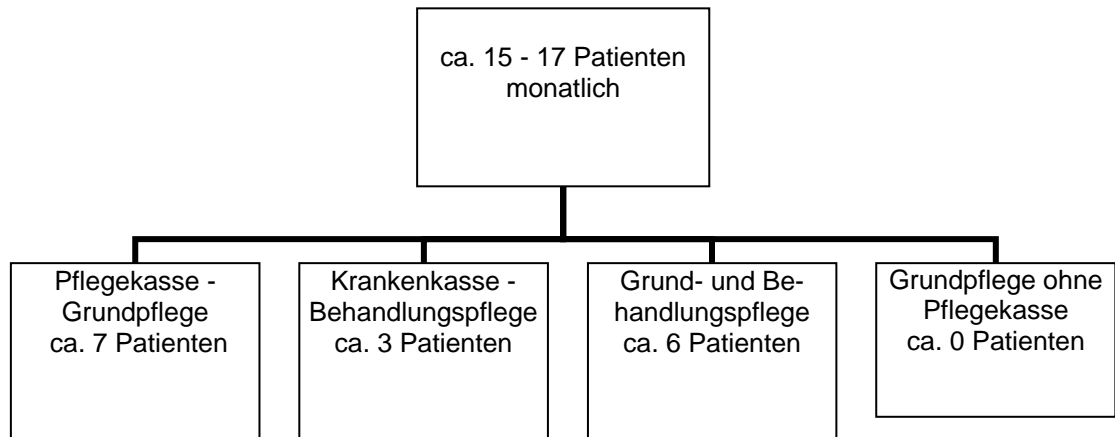 ca. 15 - 17 Patienten
monatlich
Pflegekasse -
Grundpflege
ca. 7 Patienten
Krankenkasse -
Behandlungspflege
ca. 3 Patienten
Grund- und Be-
handlungspflege
ca. 6 Patienten
Grundpflege ohne
Pflegekasse
ca. 0 Patienten